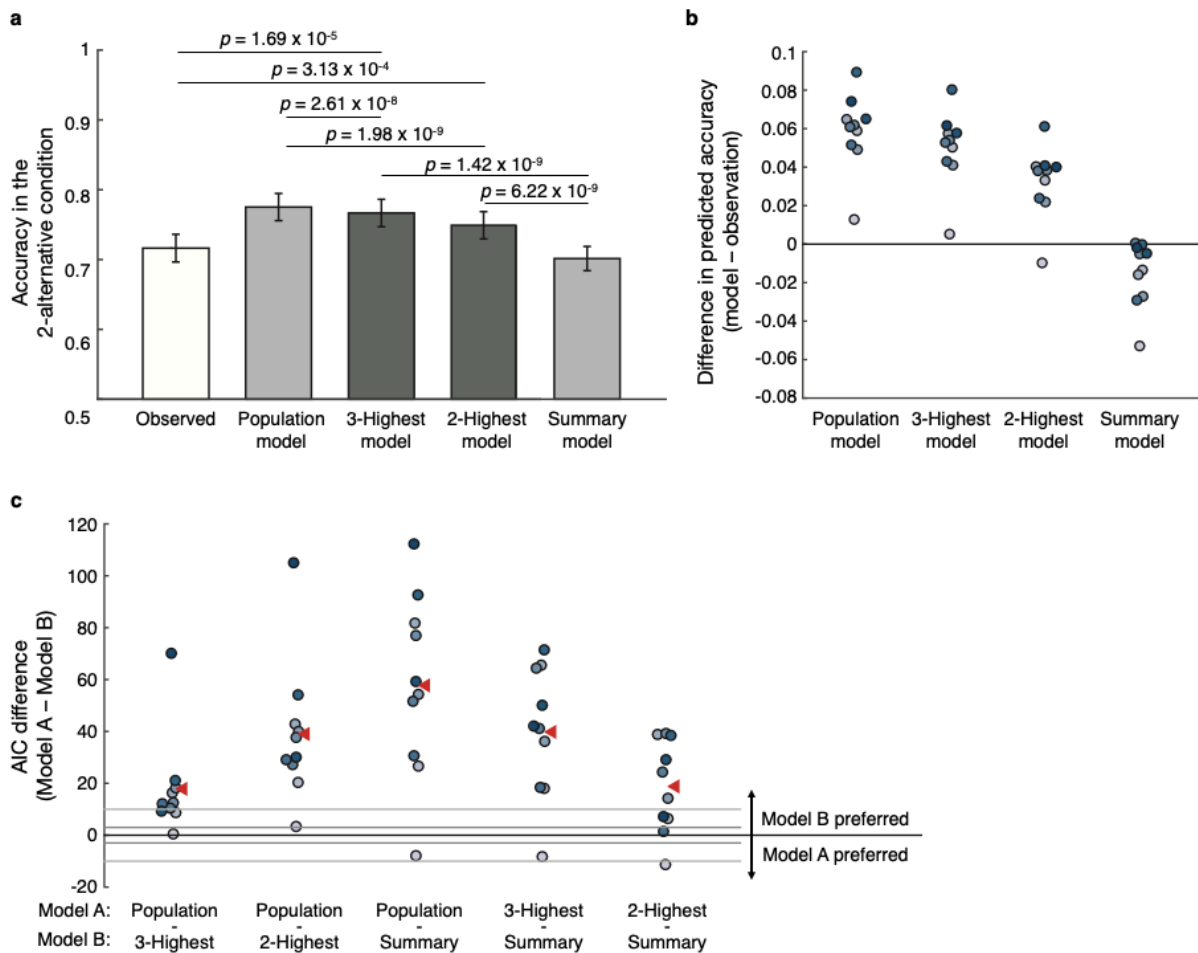 a
1
0.9
0.8
0.7
0.6
0.5
Accuracy in the
2-alternative condition
p = 1.69 x 10-5
p = 3.13 x 10-4
p = 2.61 x 10-8
p = 1.98 x 10-9
p = 1.42 x 10-9
p = 6.22 x 10-9
Observed
Population
model
3-Highest
model
2-Highest
model
Summary
model
b
0.1
0.08
0.06
0.04
0.02
0
-0.02
-0.04
-0.06
-0.08
Difference in predicted accuracy
(model – observation)
Population
model
3-Highest
model
2-Highest
model
Summary
model
c
120
100
80
60
40
20
0
-20
AIC difference
(Model A – Model B)
Model B preferred
Model A preferred
Model A: Population Population Population 3-Highest 2-Highest
- - - - -
Model B: 3-Highest 2-Highest Summary Summary Summary